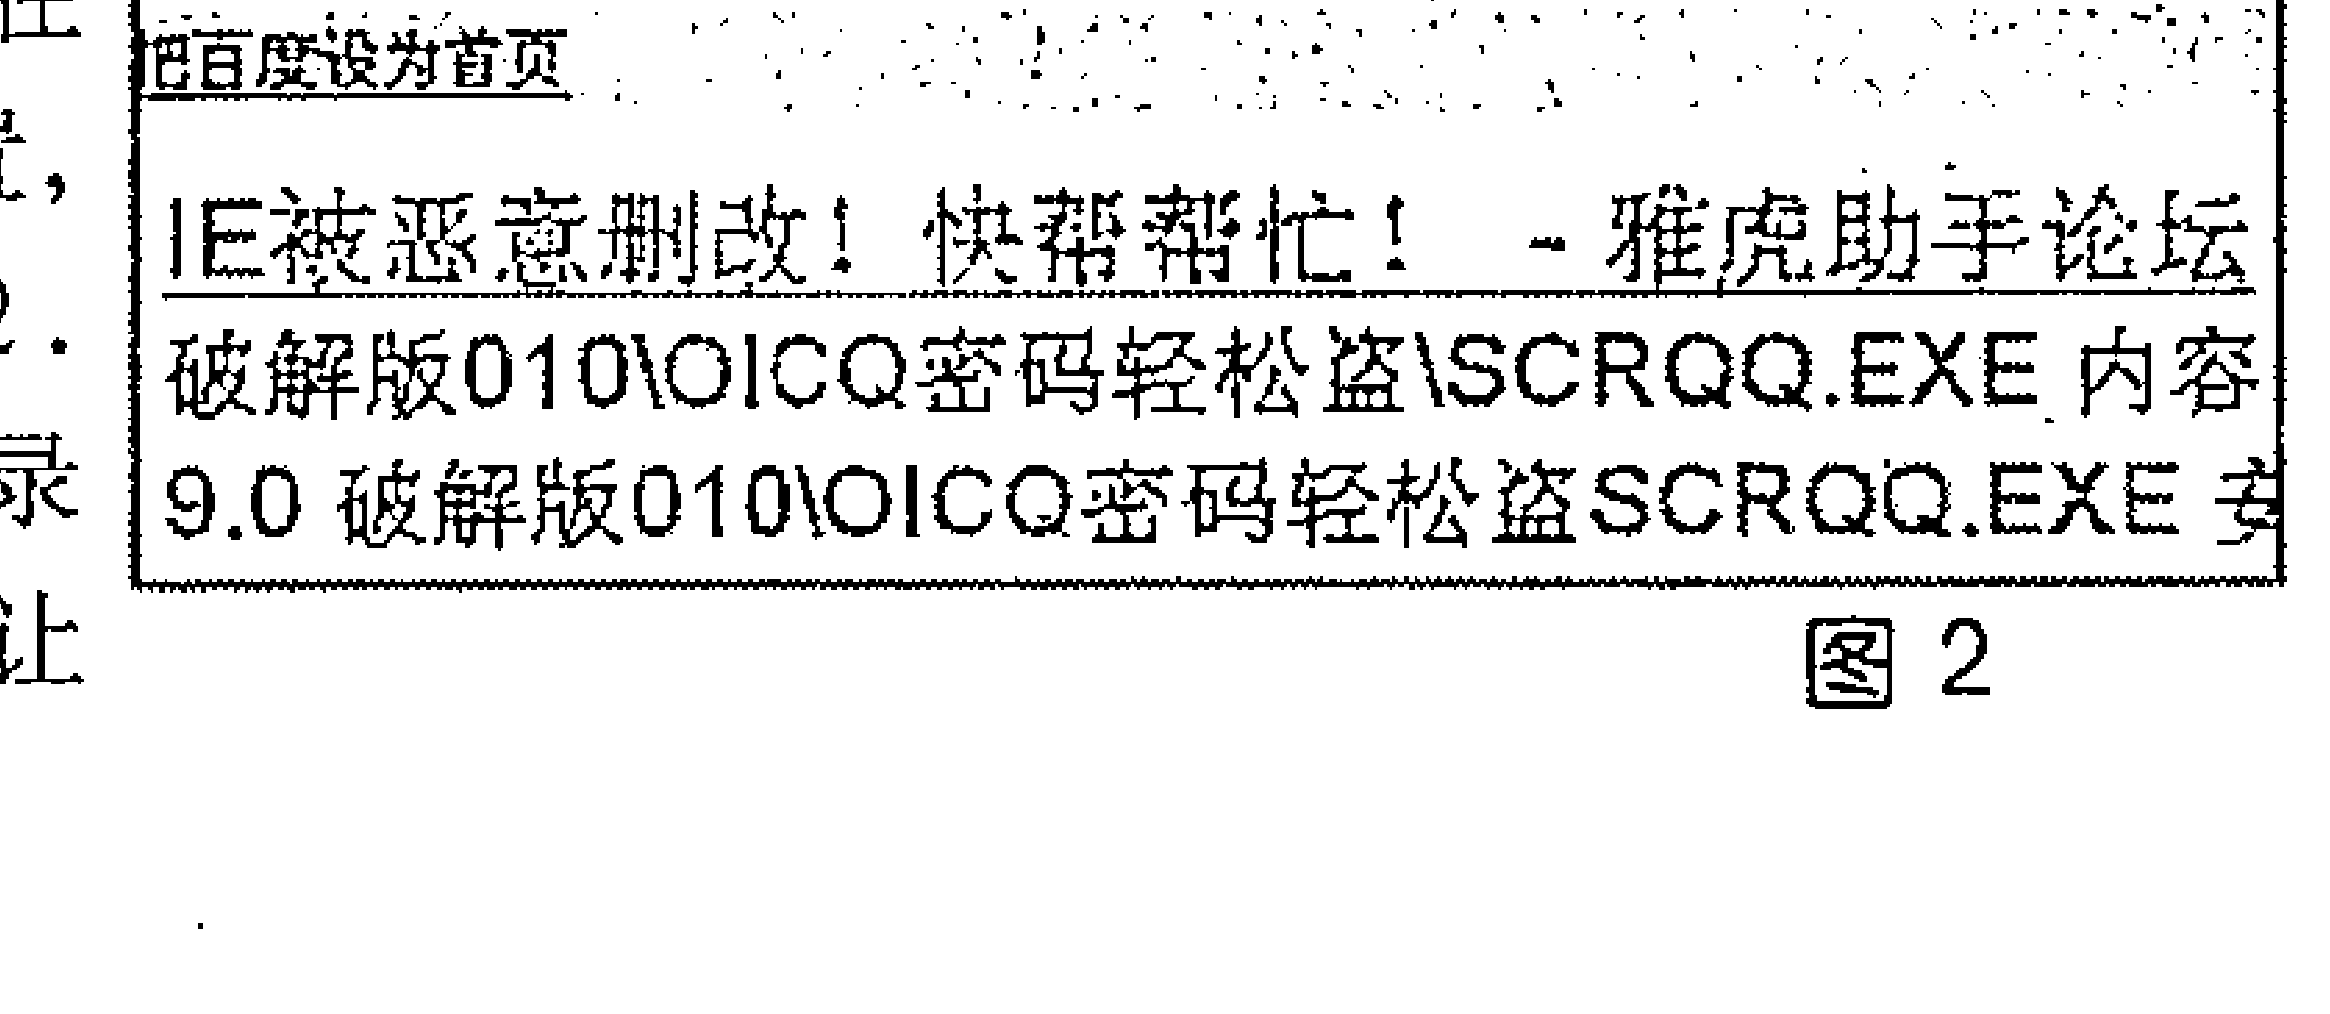 把百度设为首页
IE被恶意删改！快帮帮忙！ - 雅虎助手论坛
破解版010\OICQ密码轻松盗\SCRQQ.EXE 内容
9.0 破解版010\OICQ密码轻松盗SCRQQ.EXE
录
让
图 2